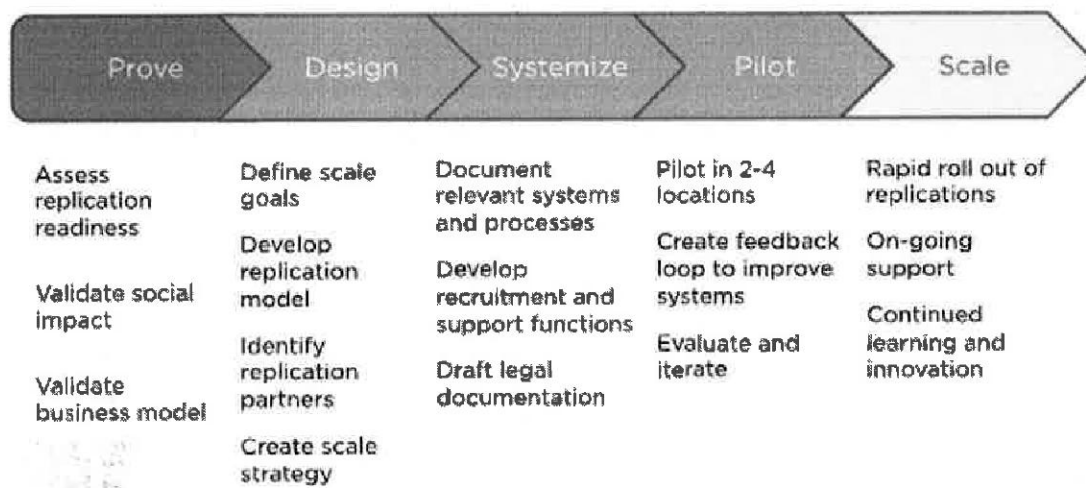 Prove
Design
Systemize
Pilot
Scale
Assess
replication
readiness
Validate social
impact
Validate
business model
Define scale
goals
Develop
replication
model
Identify
replication
partners
Create scale
strategy
Document
relevant systems
and processes
Develop
recruitment and
support functions
Draft legal
documentation
Pilot in 2-4
locations
Create feedback
loop to improve
systems
Evaluate and
iterate
Rapid roll out of
replications
On-going
support
Continued
learning and
innovation